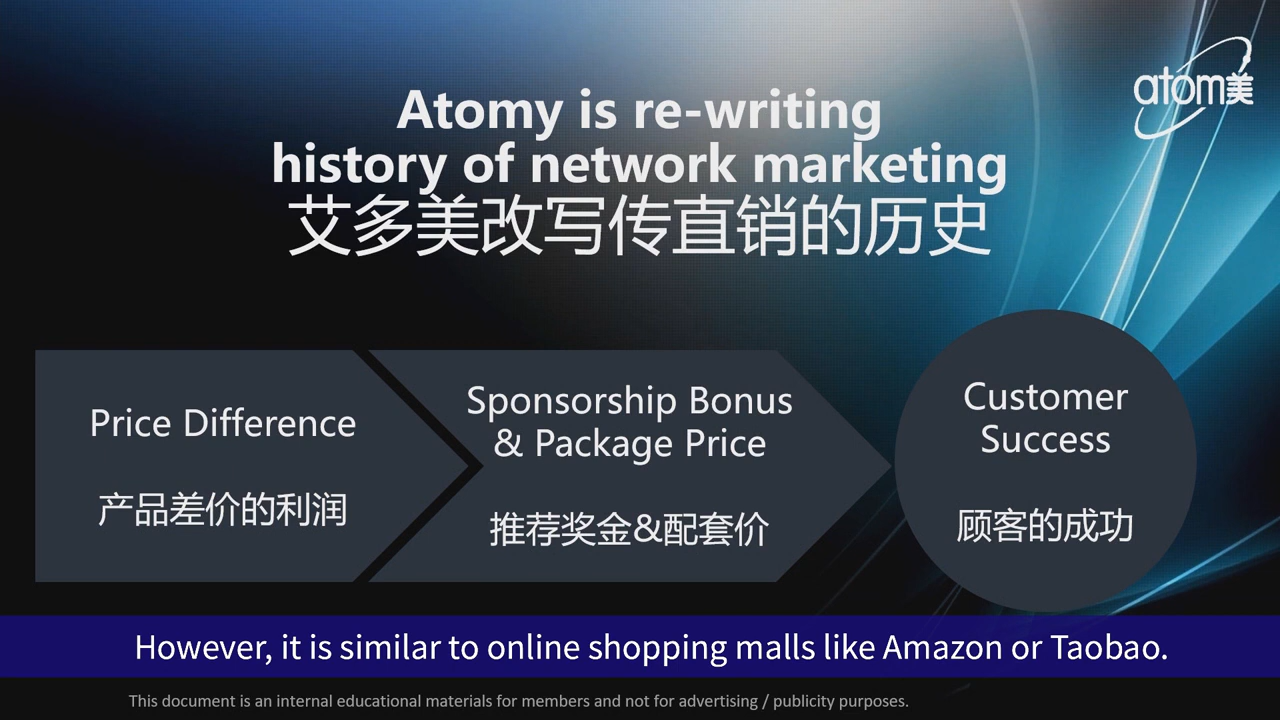 atom美
Atomy is re-writing
history of network marketing
艾多美改写传直销的历史
Price Difference
产品差价的利润
Sponsorship Bonus
& Package Price
推荐奖金&配套价
Customer
Success
顾客的成功
However, it is similar to online shopping malls like Amazon or Taobao.
This document is an internal educational materials for members and not for advertising / publicity purposes.